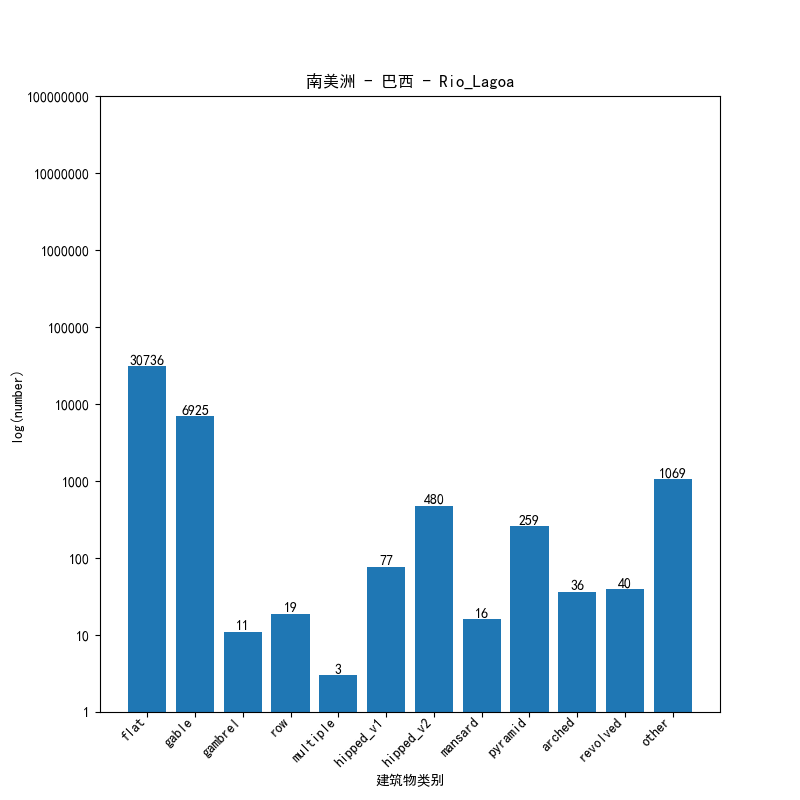 南美洲 - 巴西 - Rio_Lagoa
100000000
10000000
1000000
100000
10000
1000
100
10
1
log(number)
30736
6925
11
19
3
77
480
16
259
36
40
1069
flat
gable
gambrel
row
multiple
hipped_v1
hipped_v2
mansard
pyramid
arched
revolved
other
建筑物类别